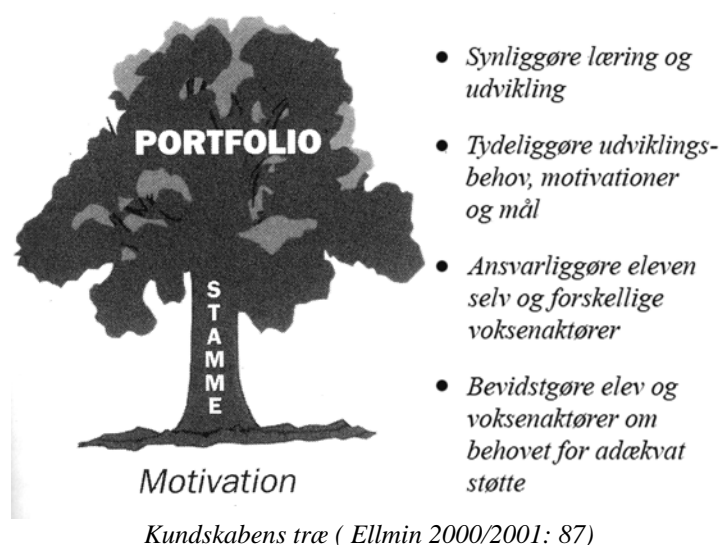 PORTFOLIO
STAMME
Motivation
● Synliggøre læring og
udvikling
● Tydeliggøre udviklings-
behov, motivationer
og mål
● Ansvarliggøre eleven
selv og forskellige
voksenaktører
● Bevidstgøre elev og
voksenaktører om
behovet for adækvat
støtte
Kundskabens træ ( Ellmin 2000/2001: 87)